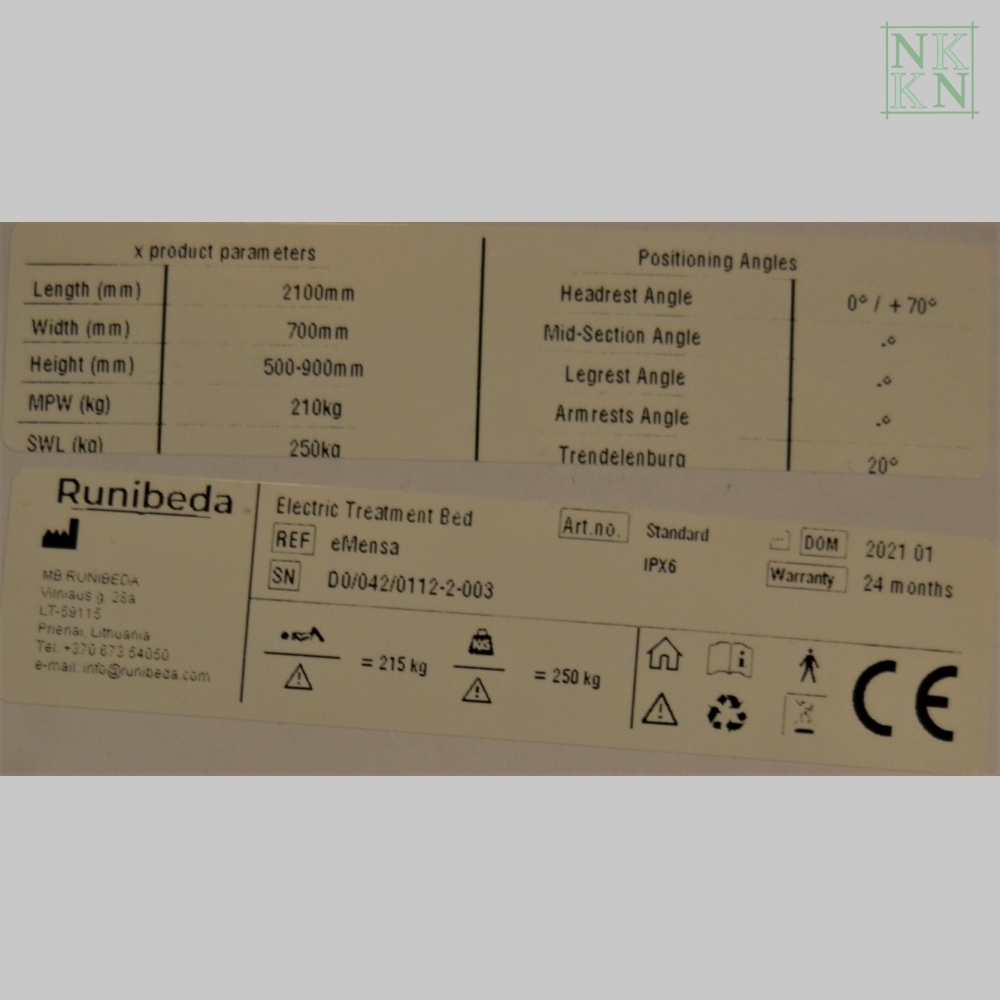 NK
KN
x product parameters
Length (mm) 2100mm
Width (mm) 700mm
Height (mm) 500-900mm
MPW (kg) 210kg
SWL (kg) 250kg
Positioning Angles
Headrest Angle 0° / +70°
Mid-Section Angle -°
Legrest Angle -°
Armrests Angle -°
Trendelenburg 20°
Runibeda
MB RUNIBEDA
Vilniaus g. 28a
LT-59115
Prienai, Lithuania
Tel. +370 673 54050
e-mail: info@runibeda.com
Electric Treatment Bed
REF eMensa
SN D0/042/0112-2-003
Art.no. Standard
IPX6
DOM 2021 01
Warranty 24 months
= 215 kg
KG
= 250 kg
i
CE